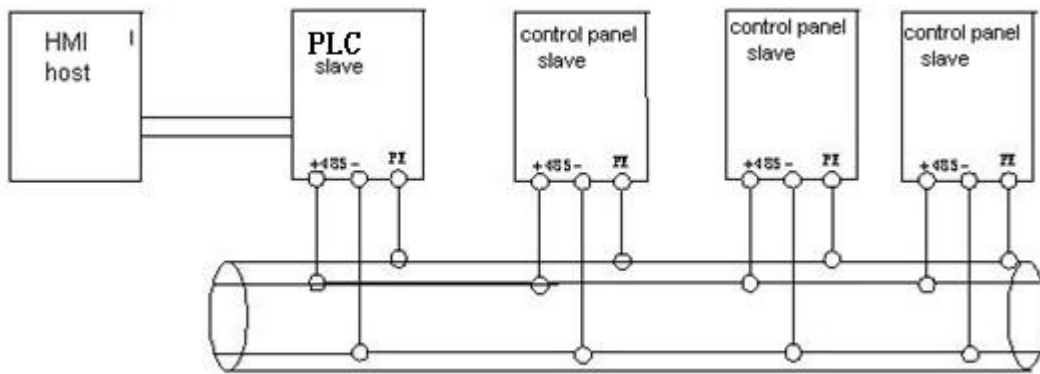 HMI I
host
PLC
slave
control panel
slave
control panel
slave
control panel
slave
+485- PE
+485- PE
+485- PE
+485- PE